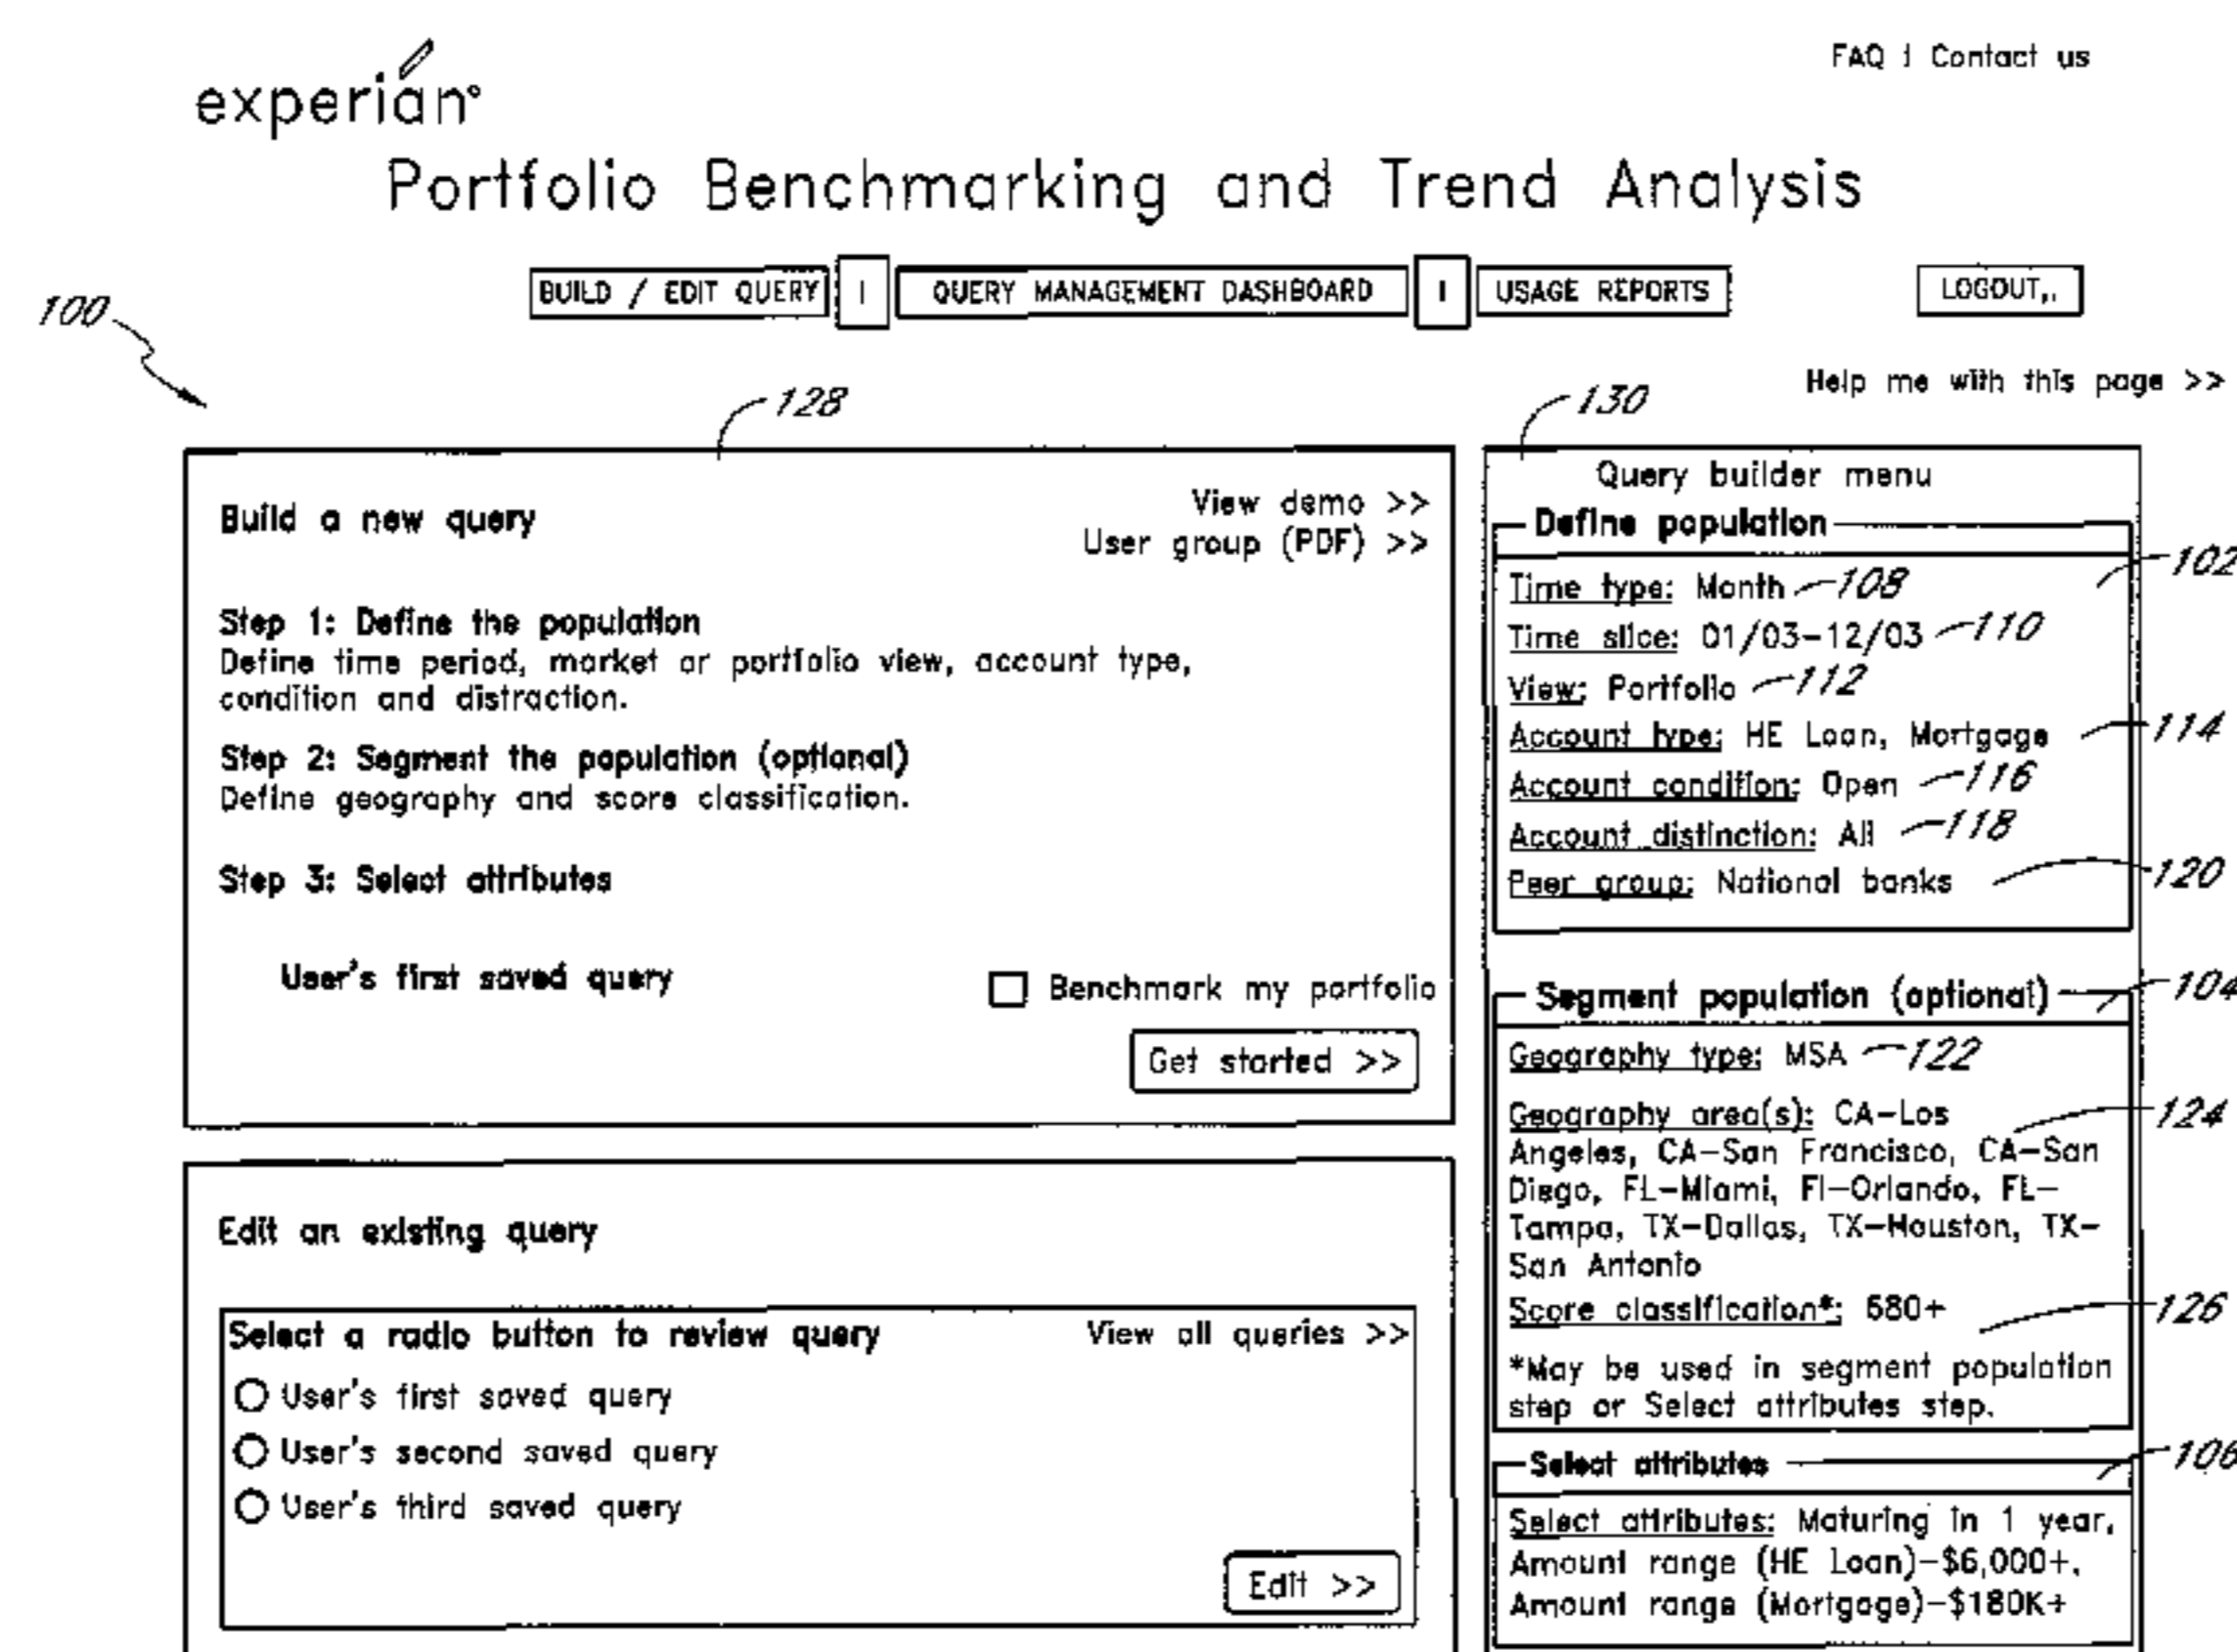 FAQ | Contact us
experian°
Portfolio Benchmarking and Trend Analysis
BUILD / EDIT QUERY | QUERY MANAGEMENT DASHBOARD | USAGE REPORTS LOGOUT,,
100
Help me with this page >>
128
130
Build a new query
View demo >>
User group (PDF) >>
Step 1: Define the population
Define time period, market or portfolio view, account type,
condition and distraction.
Step 2: Segment the population (optional)
Define geography and score classification.
Step 3: Select attributes
User's first saved query
Benchmark my portfolio
Get started >>
Edit an existing query
Select a radio button to review query View all queries >>
User's first saved query
User's second saved query
User's third saved query
Edit >>
Query builder menu
Define population
102
Time type: Month 108
Time slice: 01/03-12/03 110
View: Portfolio 112
Account type: HE Loan, Mortgage 114
Account condition: Open 116
Account distinction: All 118
Peer group: National banks 120
Segment population (optional) 104
Geography type: MSA 122
Geography area(s): CA-Los 124
Angeles, CA-San Francisco, CA-San
Diego, FL-Miami, Fl-Orlando, FL-
Tampa, TX-Dallas, TX-Houston, TX-
San Antonio
Score classification*: 680+ 126
*May be used in segment population
step or Select attributes step.
Select attributes 106
Select attributes: Maturing in 1 year,
Amount range (HE Loan)-$6,000+,
Amount range (Mortgage)-$180K+